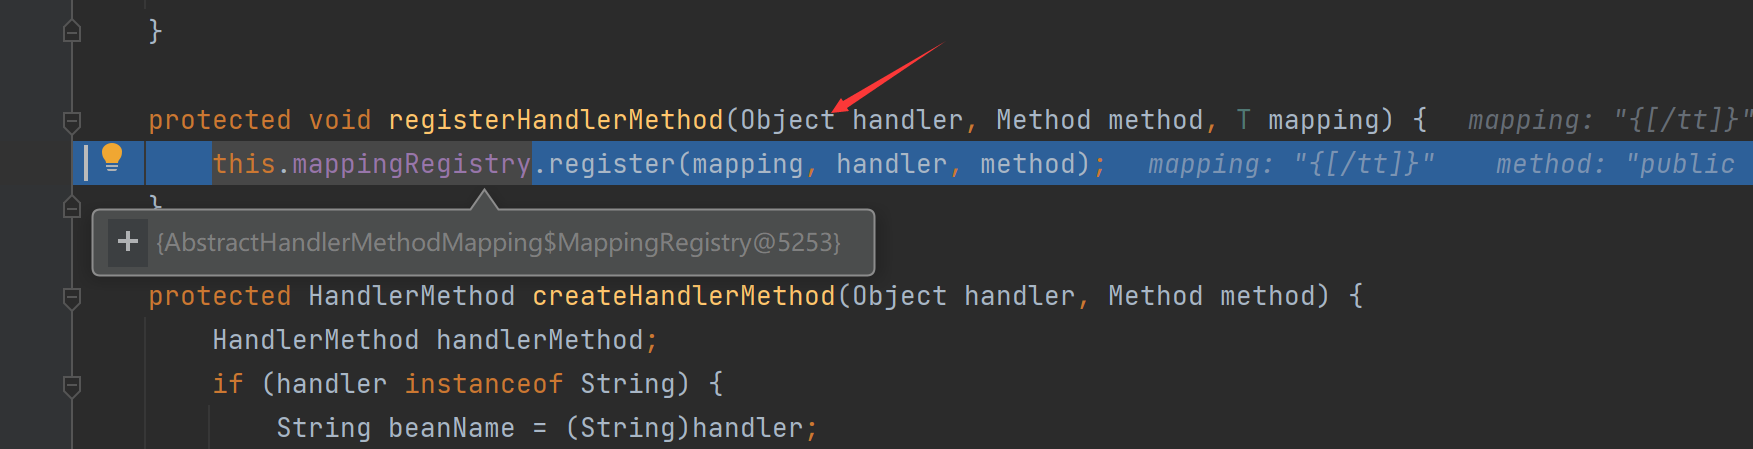 }
protected void registerHandlerMethod(Object handler, Method method, T mapping) { mapping: "{[/tt]}"
this.mappingRegistry.register(mapping, handler, method); mapping: "{[/tt]}" method: "public
}
{AbstractHandlerMethodMapping$MappingRegistry@5253}
protected HandlerMethod createHandlerMethod(Object handler, Method method) {
HandlerMethod handlerMethod;
if (handler instanceof String) {
String beanName = (String)handler;